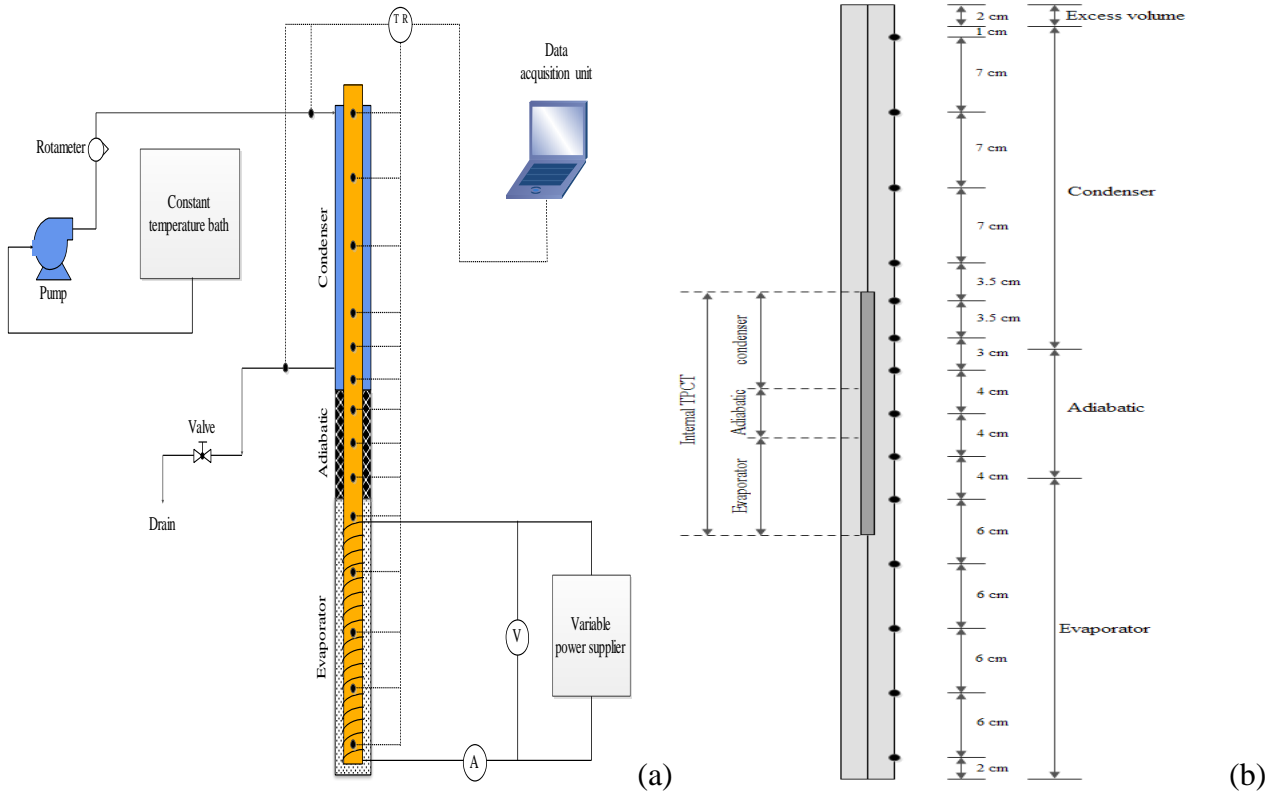 T R
Data
acquisition unit
Rotameter
Constant
temperature bath
Pump
Condenser
Valve
Adiabatic
Drain
Evaporator
V
Variable
power supplier
A
(a)
2 cm
Excess volume
1 cm
7 cm
7 cm
Condenser
7 cm
3.5 cm
3.5 cm
3 cm
4 cm
Adiabatic
4 cm
4 cm
6 cm
6 cm
Evaporator
6 cm
6 cm
2 cm
Internal TPCT
condenser
Adiabatic
Evaporator
(b)